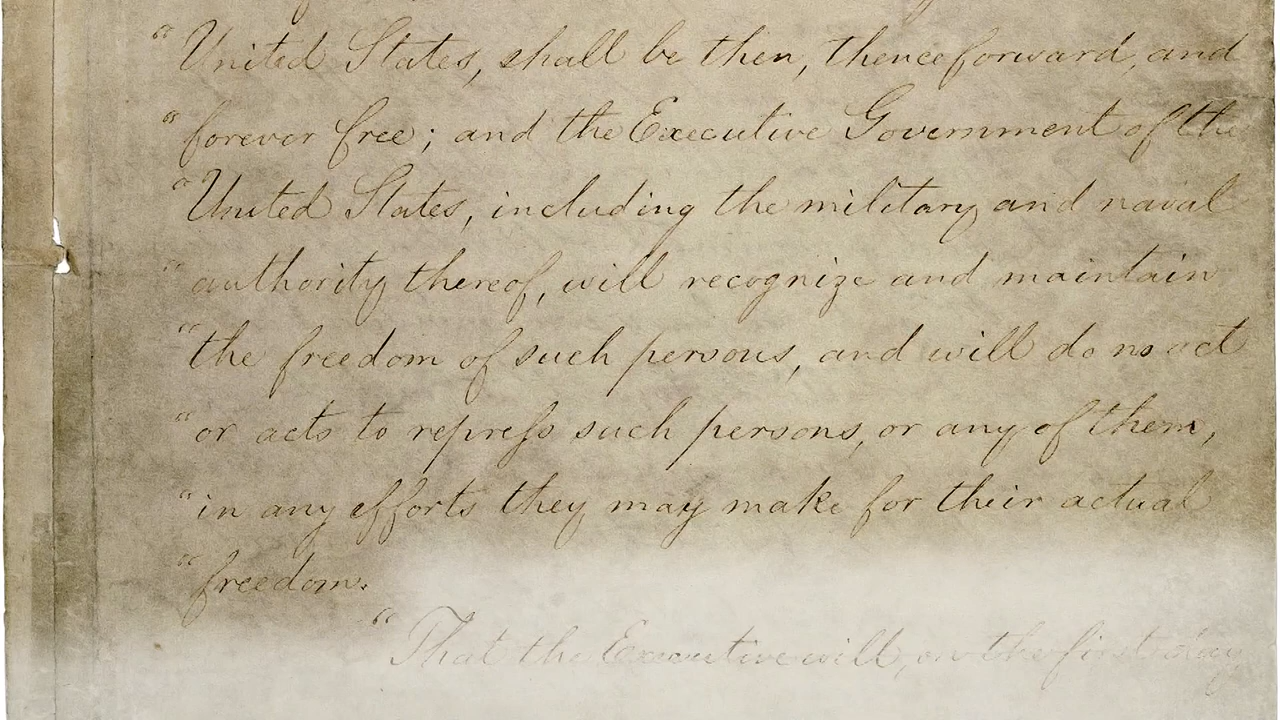 "United States, shall be then, thenceforward, and
"forever free; and the Executive Government of the
"United States, including the military and naval
"authority thereof, will recognize and maintain
"the freedom of such persons, and will do no act
"or acts to repress such persons, or any of them,
"in any efforts they may make for their actual
"freedom.
"That the Executive will, on the first day